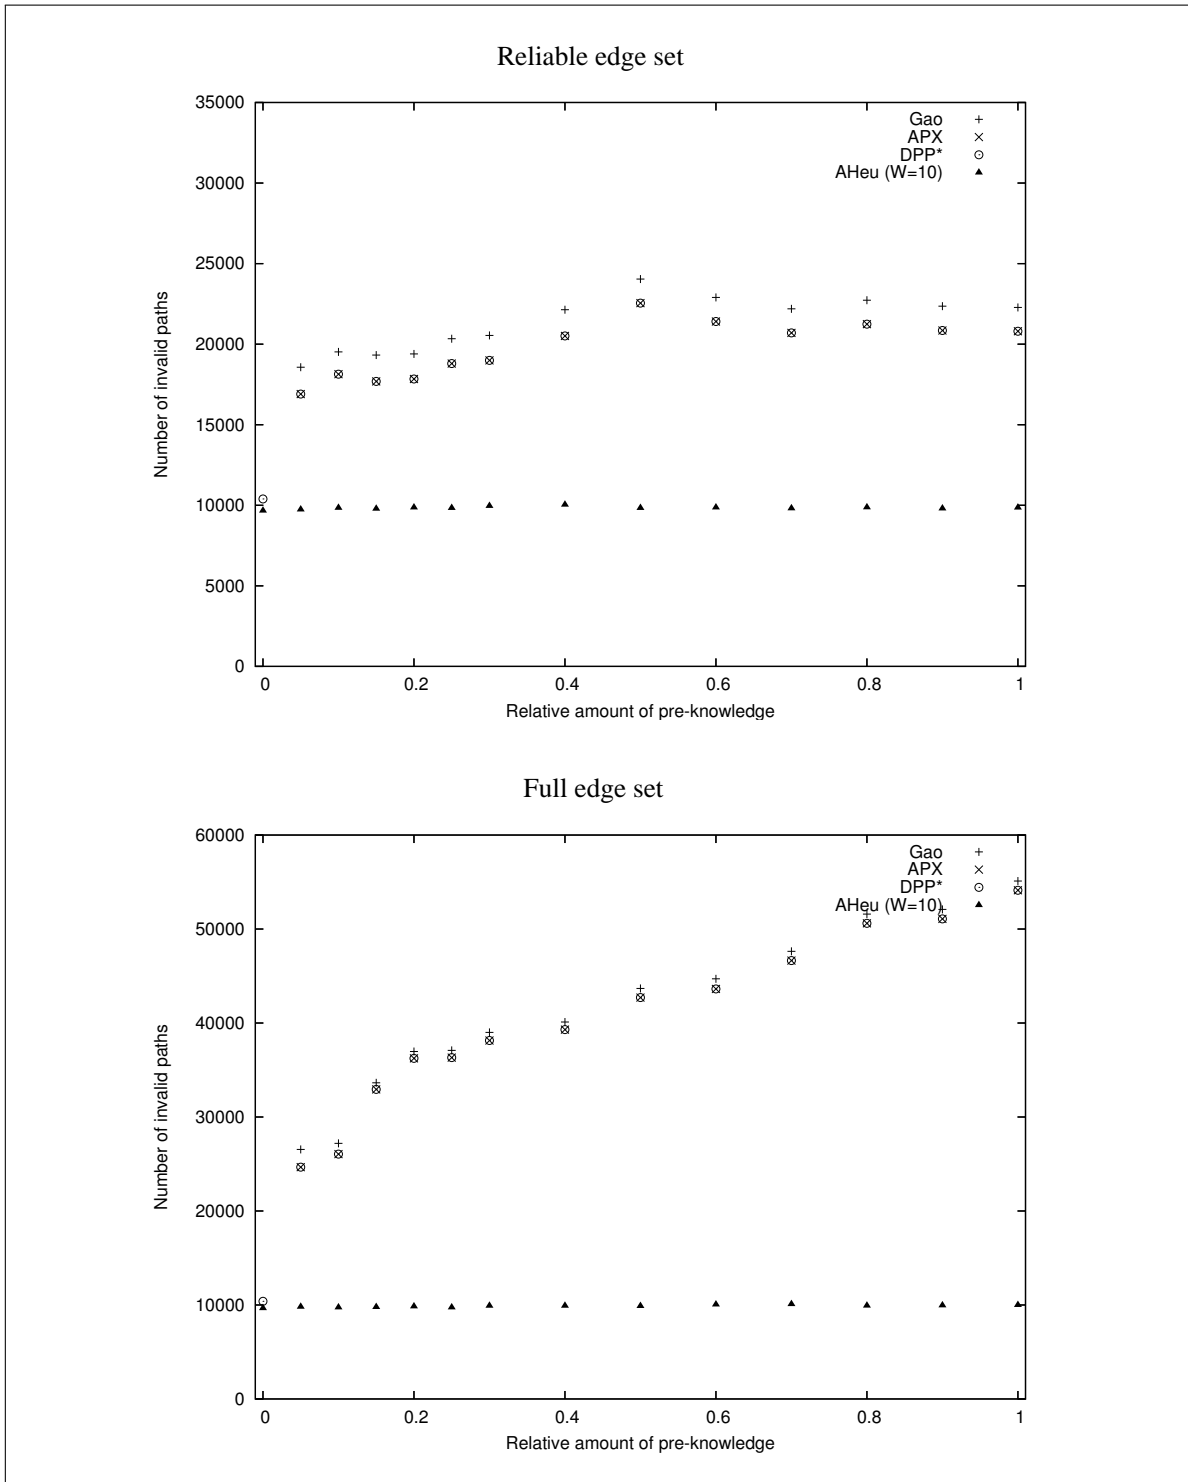 Reliable edge set
35000
30000
25000
20000
15000
10000
5000
0
Number of invalid paths
Gao
APX
DPP*
AHeu (W=10)
0 0.2 0.4 0.6 0.8 1
Relative amount of pre-knowledge
Full edge set
60000
50000
40000
30000
20000
10000
0
Number of invalid paths
Gao
APX
DPP*
AHeu (W=10)
0 0.2 0.4 0.6 0.8 1
Relative amount of pre-knowledge